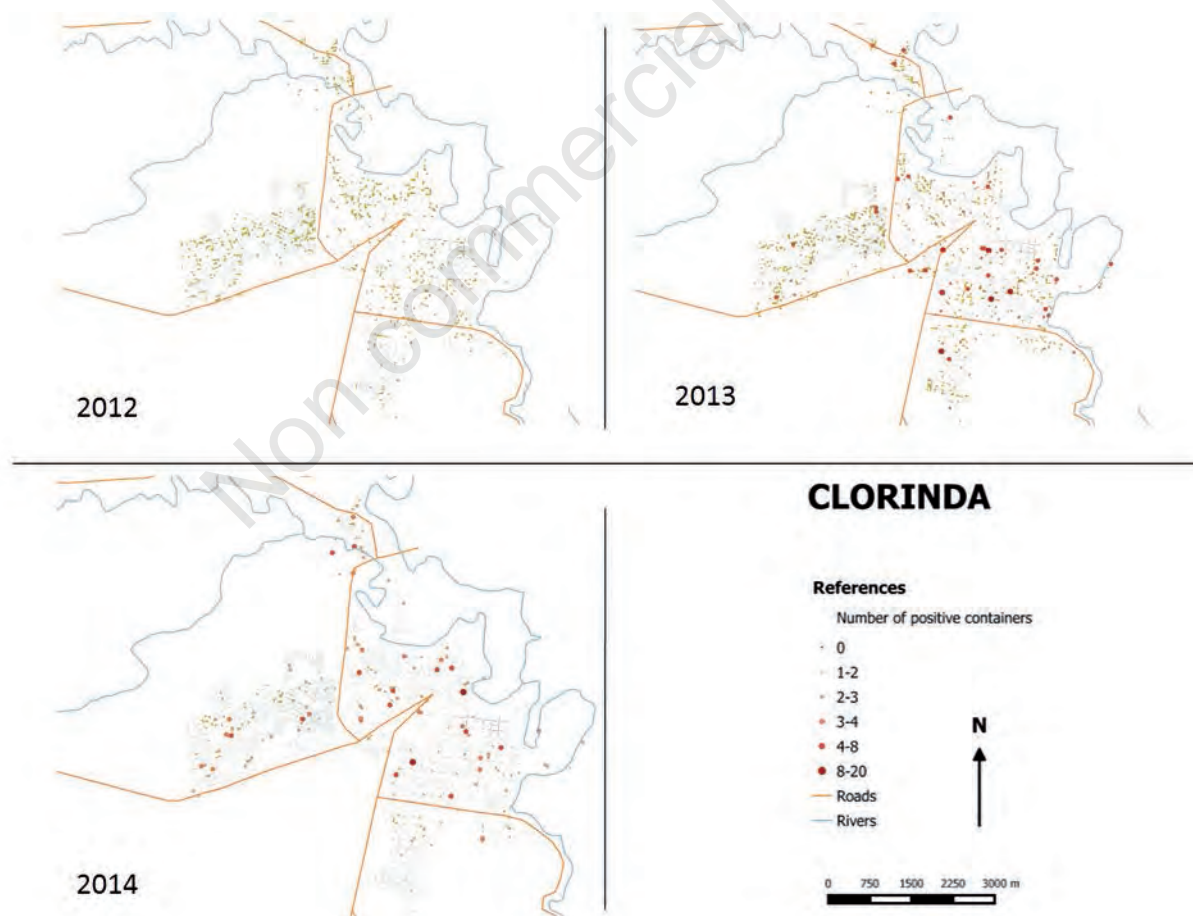 Non commercial
2012
2013
2014
CLORINDA
References
Number of positive containers
0
1-2
2-3
3-4
4-8
8-20
Roads
Rivers
N
0 750 1500 2250 3000 m